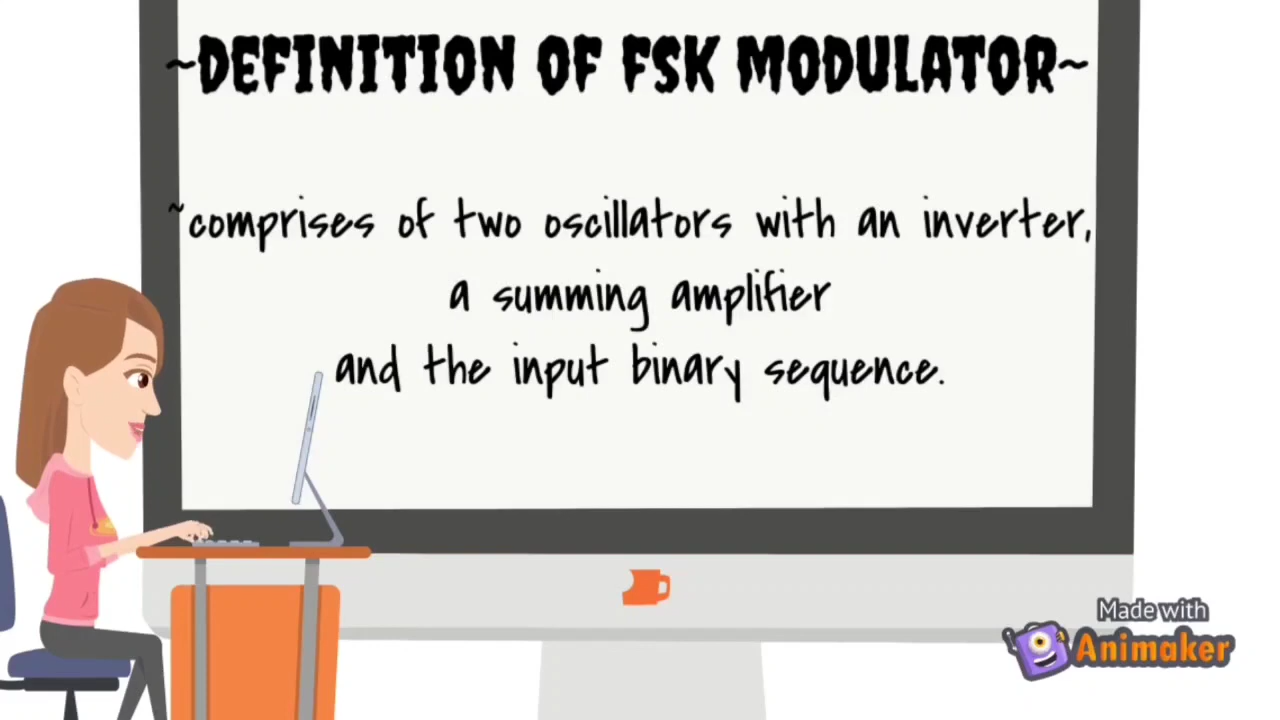 ~DEFINITION OF FSK MODULATOR~
~comprises of two oscillators with an inverter,
a summing amplifier
and the input binary sequence.
Made with
Animaker